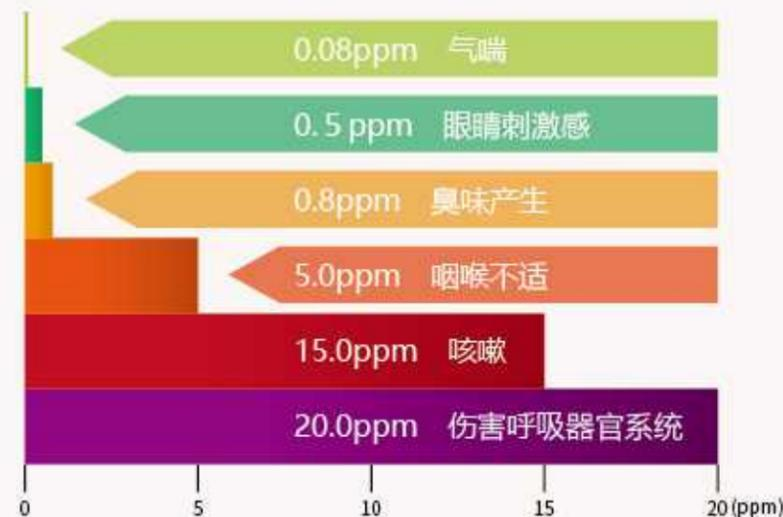 0.08ppm 气喘
0.5ppm 眼睛刺激感
0.8ppm 臭味产生
5.0ppm 咽喉不适
15.0ppm 咳嗽
20.0ppm 伤害呼吸器官系统
0 5 10 15 20(ppm)